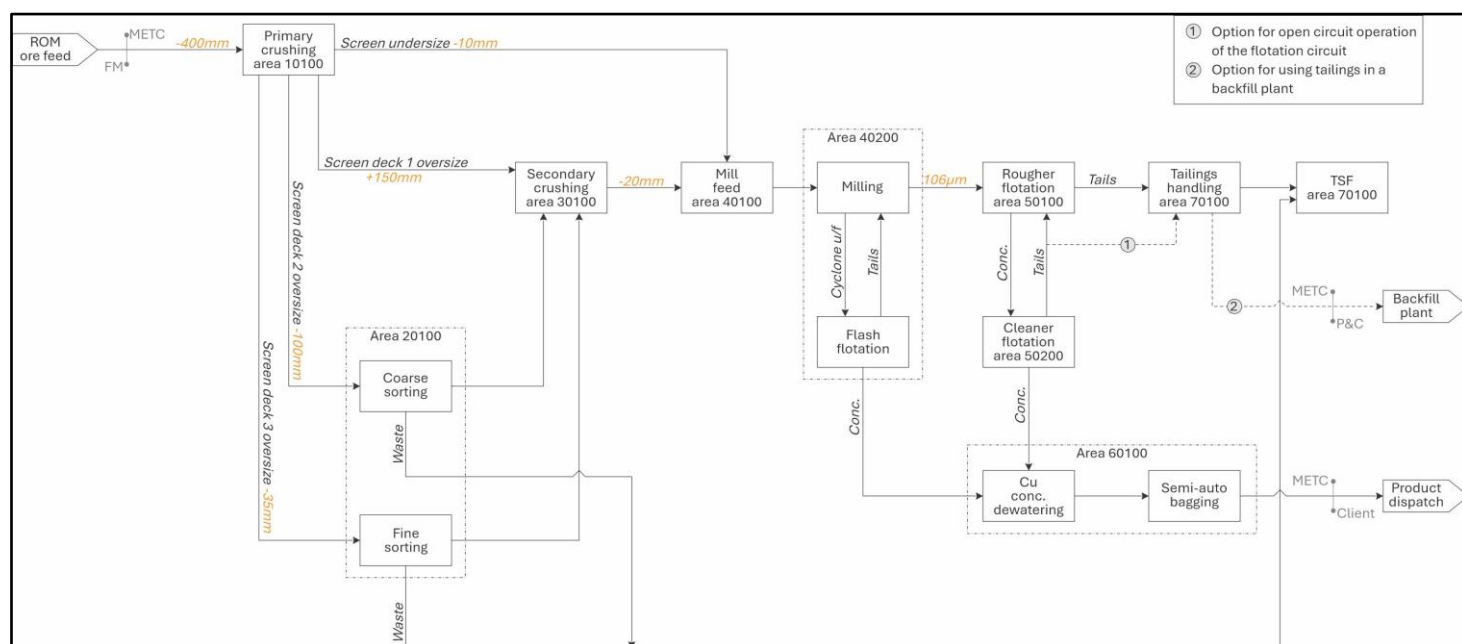 ROM
ore feed
METC
FM
-400mm
Primary
crushing
area 10100
Screen undersize -10mm
1 Option for open circuit operation
of the flotation circuit
2 Option for using tailings in a
backfill plant
Screen deck 1 oversize
+150mm
Screen deck 2 oversize -100mm
Screen deck 3 oversize -35mm
Secondary
crushing
area 30100
-20mm
Mill
feed
area 40100
Area 40200
Milling
Cyclone u/f
Tails
Flash
flotation
Conc.
106µm
Rougher
flotation
area 50100
Tails
Conc.
Tails
1
Cleaner
flotation
area 50200
Conc.
Tailings
handling
area 70100
TSF
area 70100
2
METC
P&C
Backfill
plant
Area 20100
Coarse
sorting
Waste
Fine
sorting
Waste
Area 60100
Cu
conc.
dewatering
Semi-auto
bagging
METC
Client
Product
dispatch